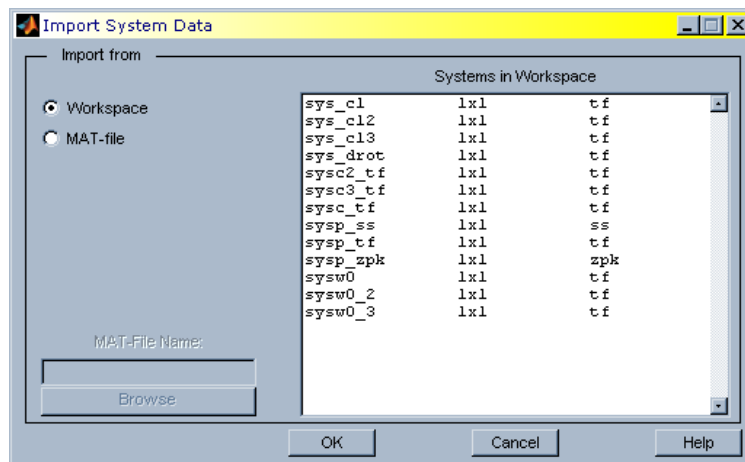 Import System Data
Import from
Systems in Workspace
Workspace
MAT-file
sys_cl 1x1 tf
sys_cl2 1x1 tf
sys_cl3 1x1 tf
sys_drot 1x1 tf
sysc2_tf 1x1 tf
sysc3_tf 1x1 tf
sysc_tf 1x1 tf
sysp_ss 1x1 ss
sysp_tf 1x1 tf
sysp_zpk 1x1 zpk
sysw0 1x1 tf
sysw0_2 1x1 tf
sysw0_3 1x1 tf
MAT-File Name:
Browse
OK Cancel Help